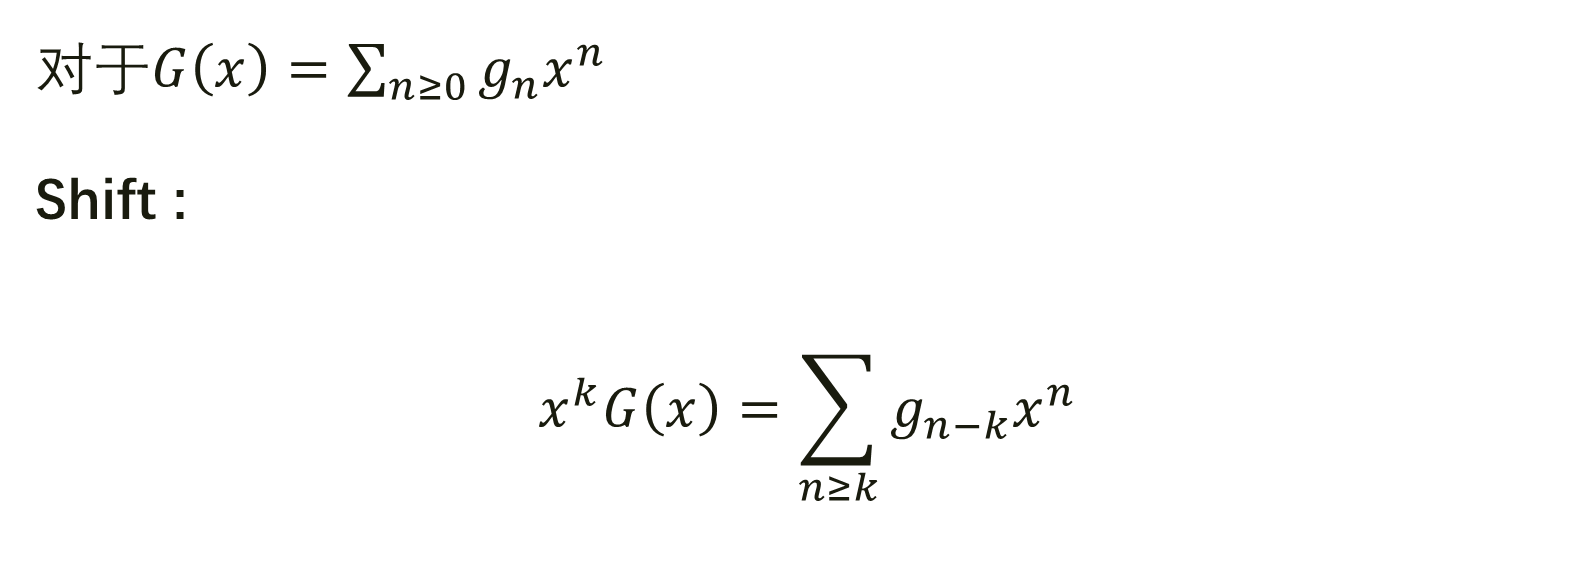 对于G(x) = ∑_{n≥0} g_n x^n
Shift :
x^k G(x) = ∑_{n≥k} g_{n−k} x^n